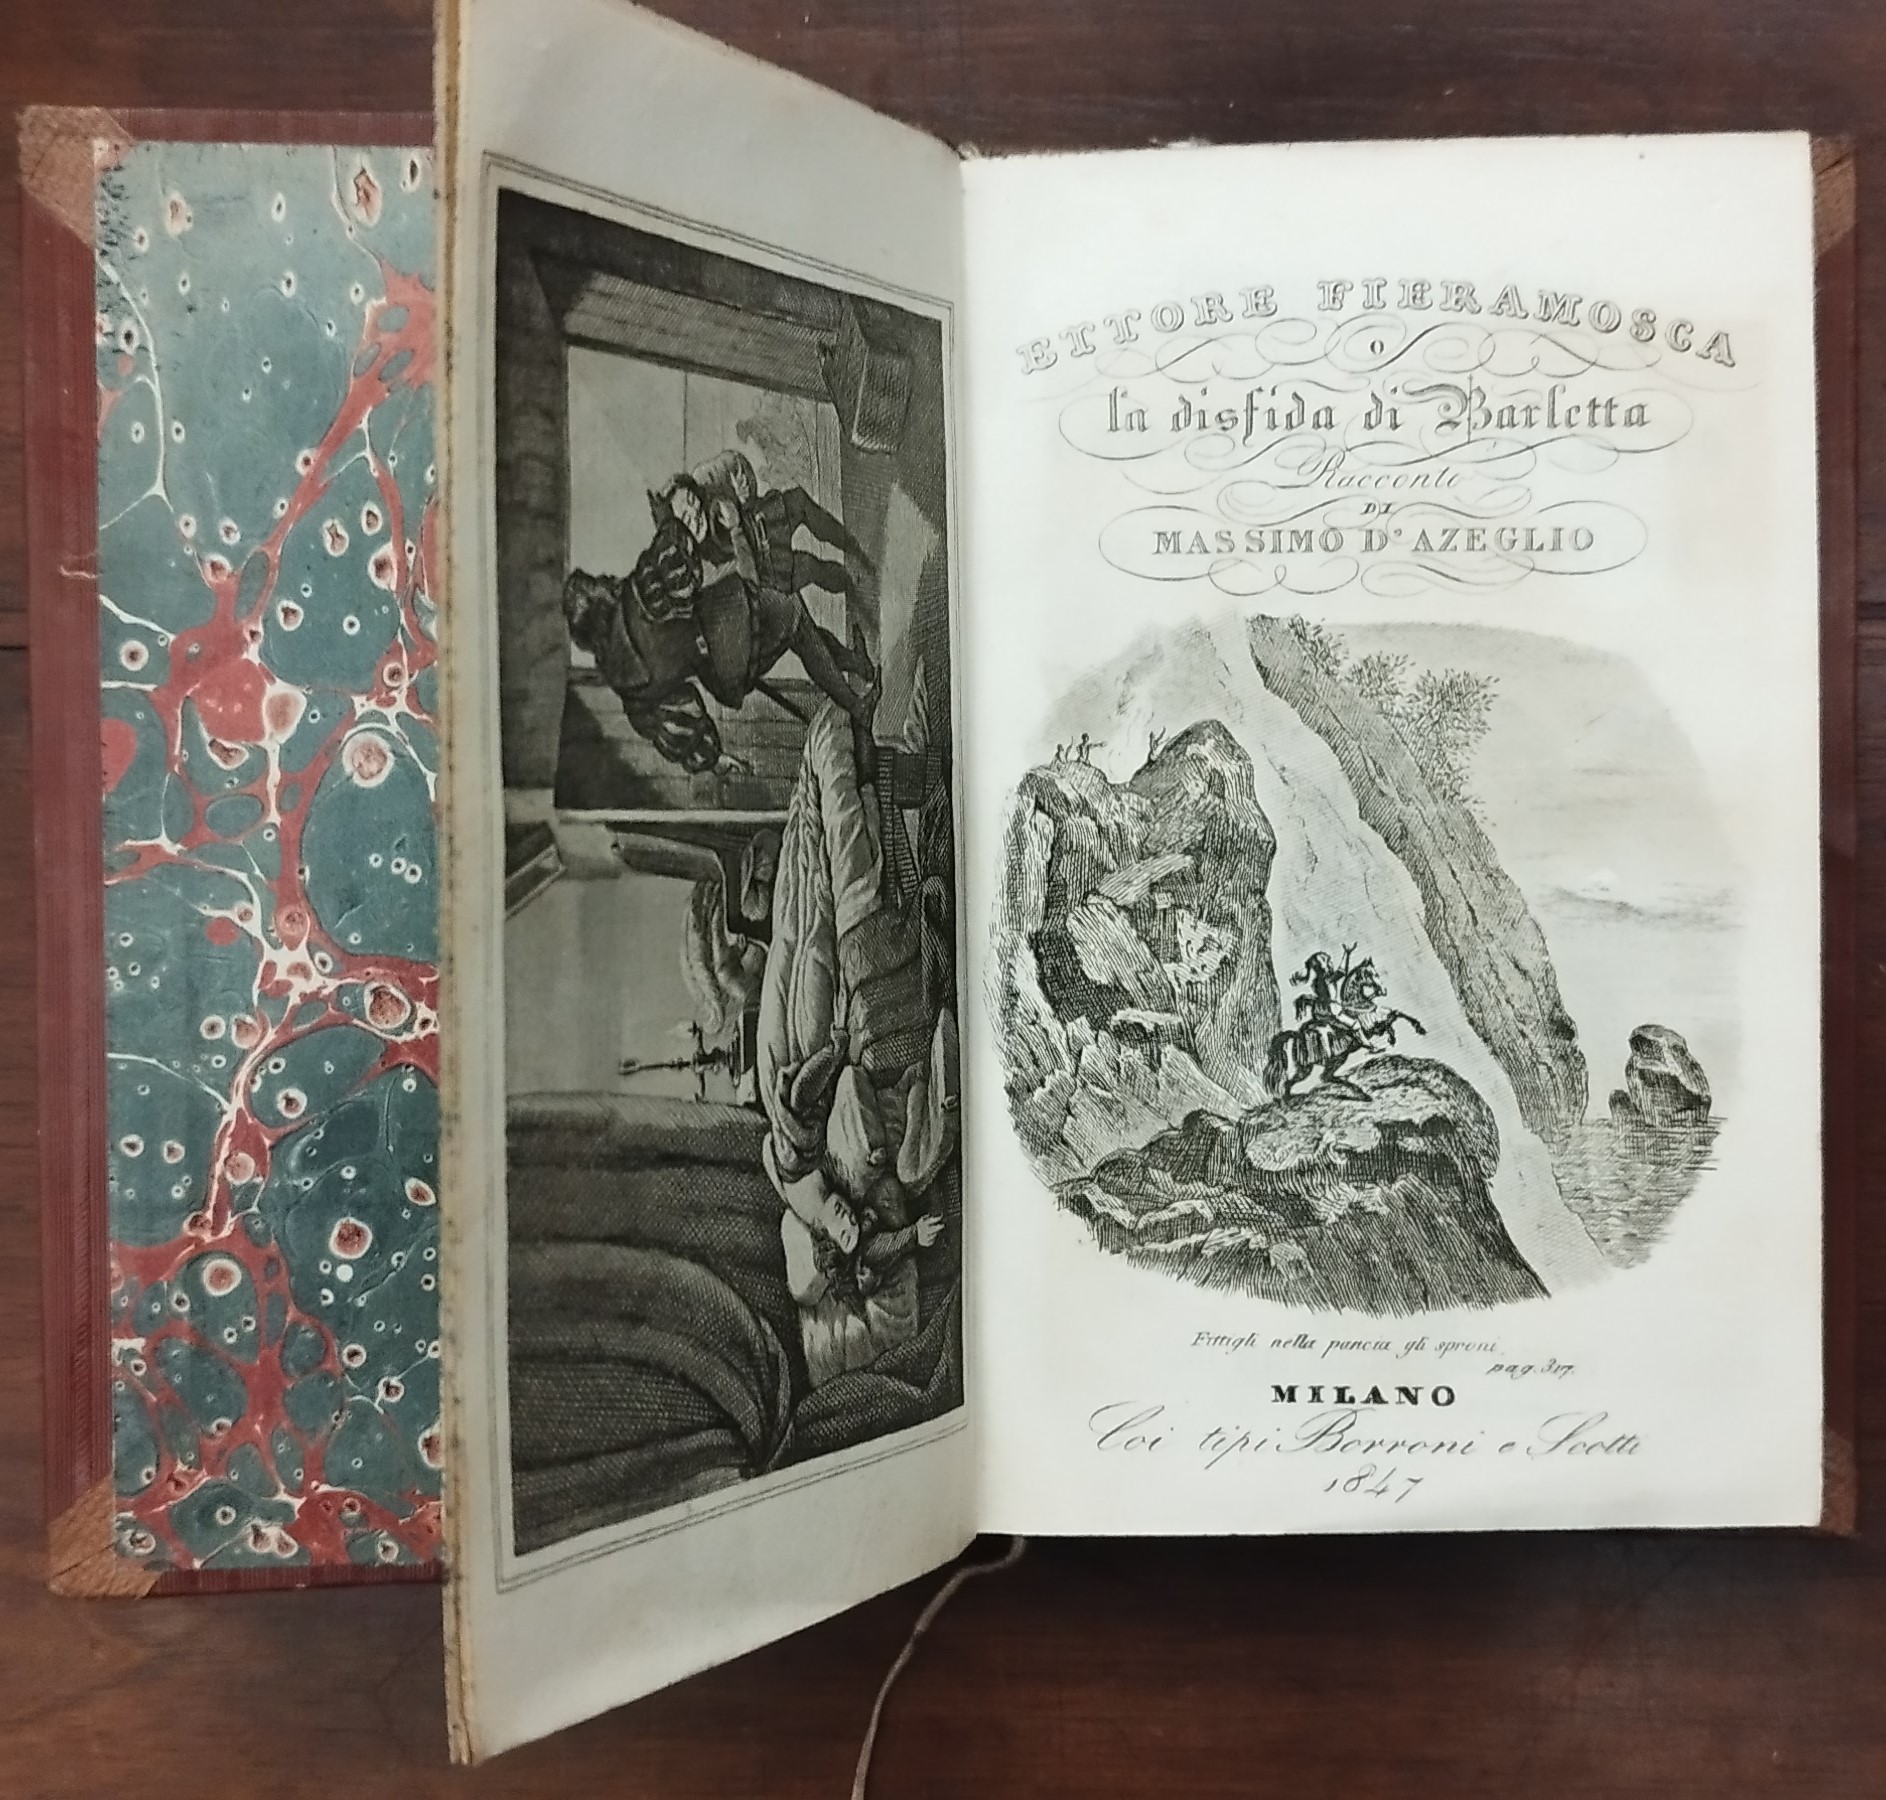 ETTORE FIERAMOSCA
O
la disfida di Barletta
Racconto
DI
MASSIMO D'AZEGLIO
Fittigli nella pancia gli sproni.
pag. 317.
MILANO
Coi tipi Borroni e Scotti
1847